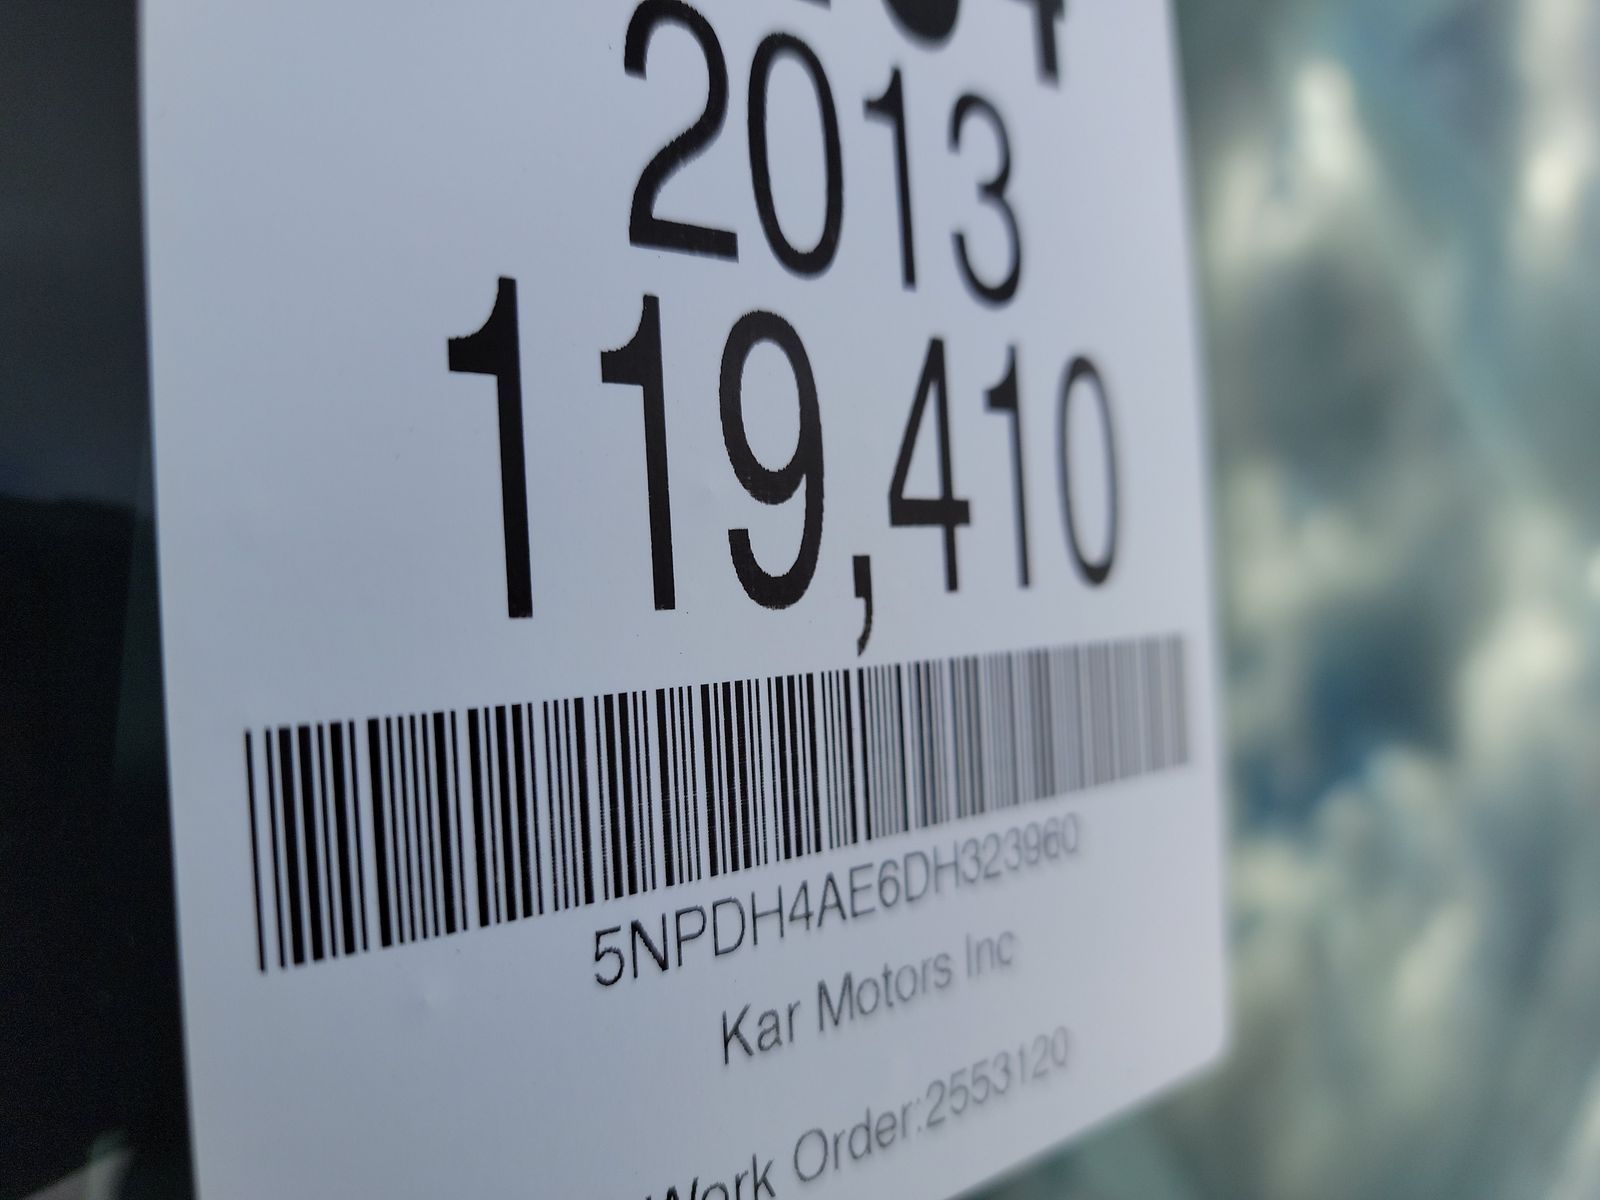 2013
119,410
5NPDH4AE6DH323960
Kar Motors Inc
Work Order:2553120